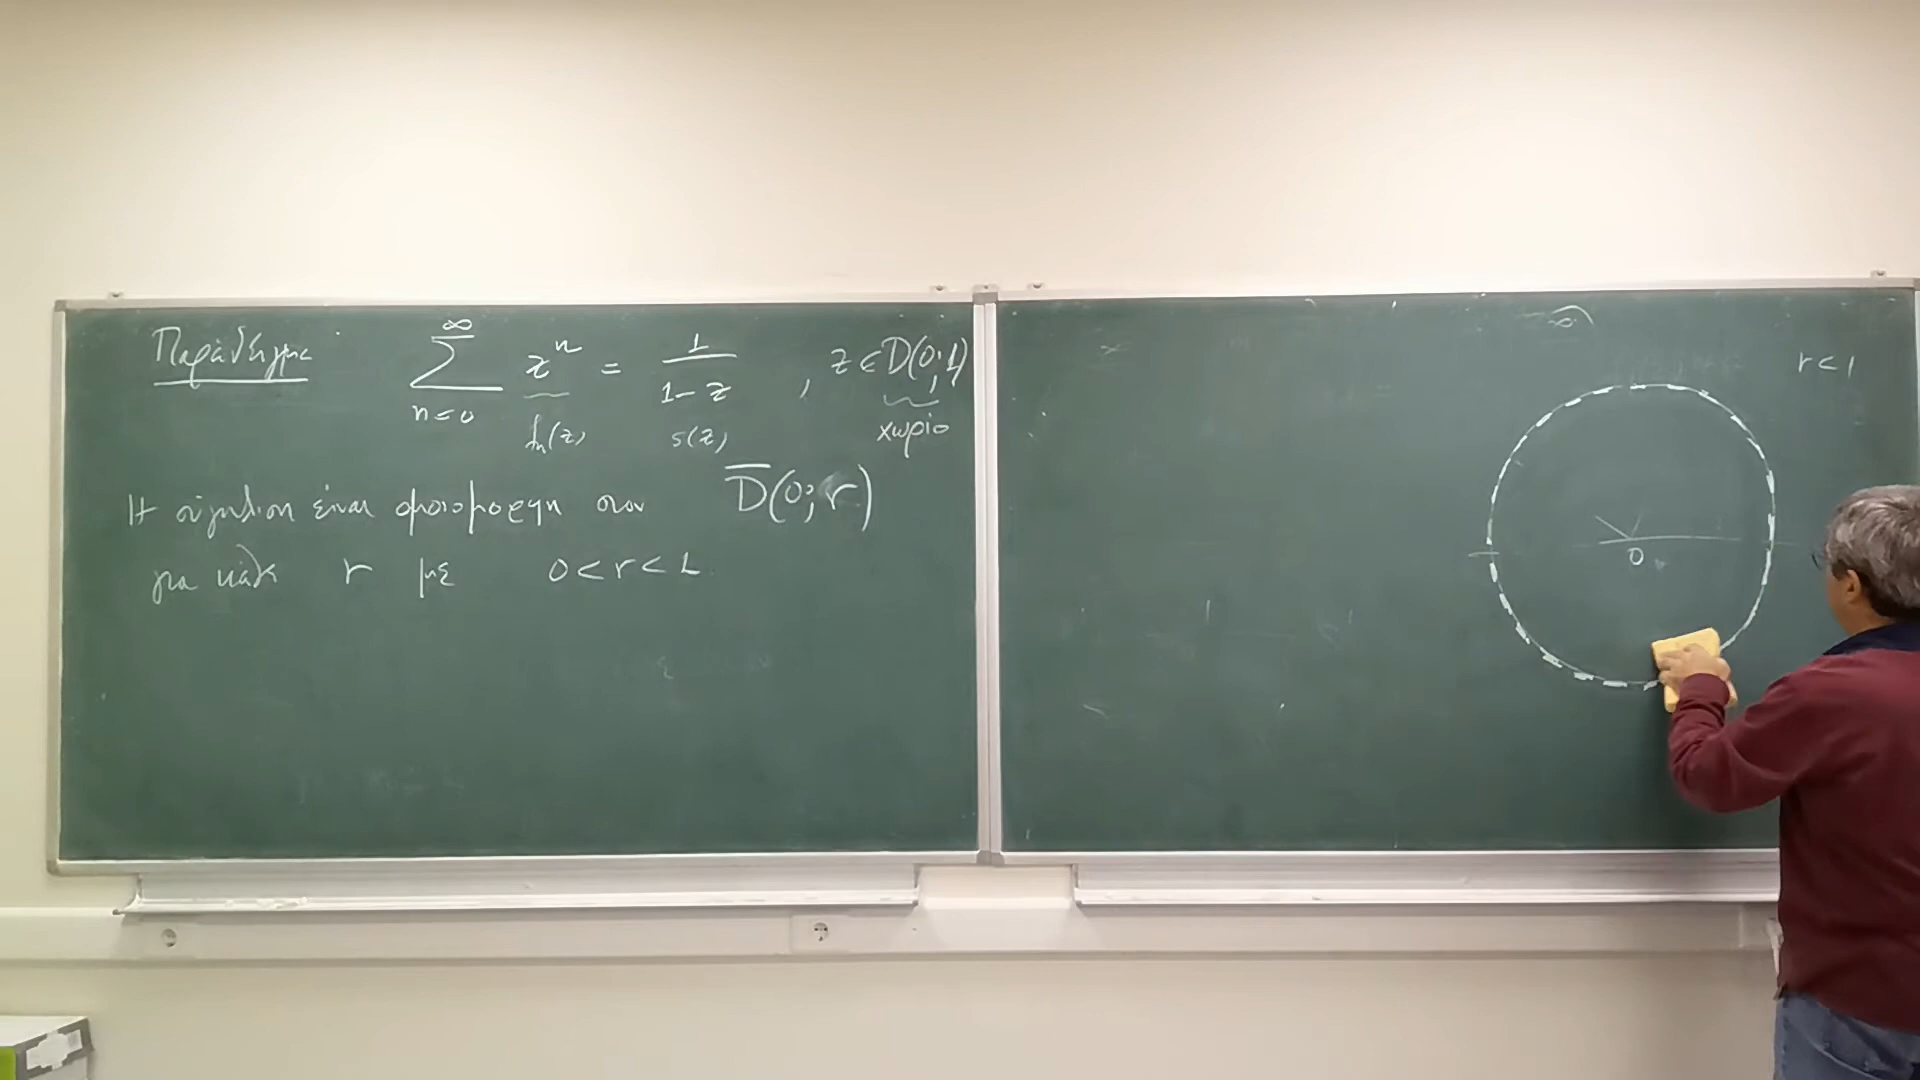 Παράδειγμα ∞ ∑ n=0 zⁿ = 1/(1-z) , z ∈ D(0;1)
fₙ(z) s(z) χωρίο
Η σύγκλιση είναι ομοιόμορφη στον D̅(0;r)
για κάθε r με 0<r<1
r<1
0